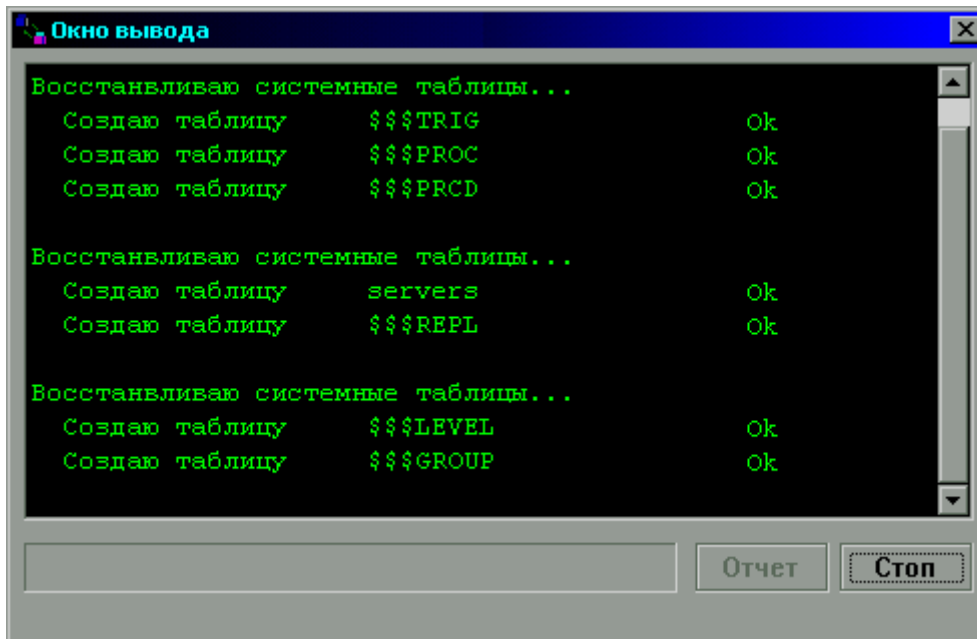 Окно вывода
Восстанвливаю системные таблицы...
Создаю таблицу $$$TRIG Ok
Создаю таблицу $$$PROC Ok
Создаю таблицу $$$PRCD Ok
Восстанвливаю системные таблицы...
Создаю таблицу servers Ok
Создаю таблицу $$$REPL Ok
Восстанвливаю системные таблицы...
Создаю таблицу $$$LEVEL Ok
Создаю таблицу $$$GROUP Ok
Отчет Стоп